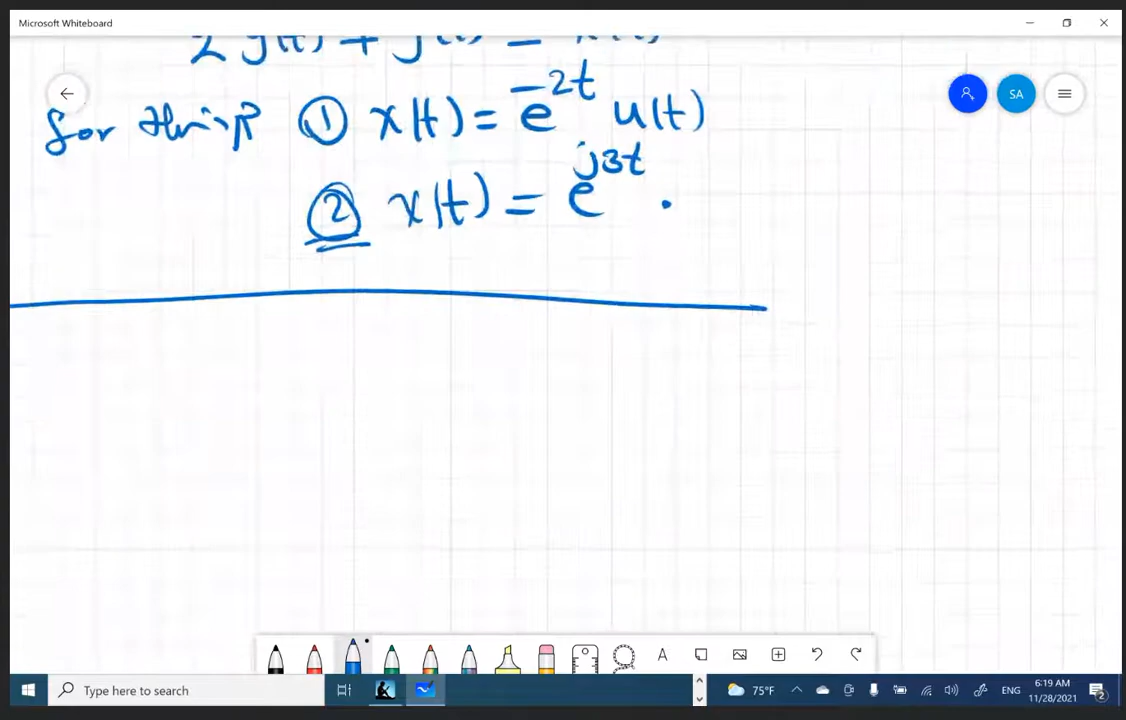 Microsoft Whiteboard
for this ① x(t) = e^{-2t} u(t)
② x(t) = e^{j3t} .
SA
A
Type here to search
75°F
ENG
6:19 AM
11/28/2021
2